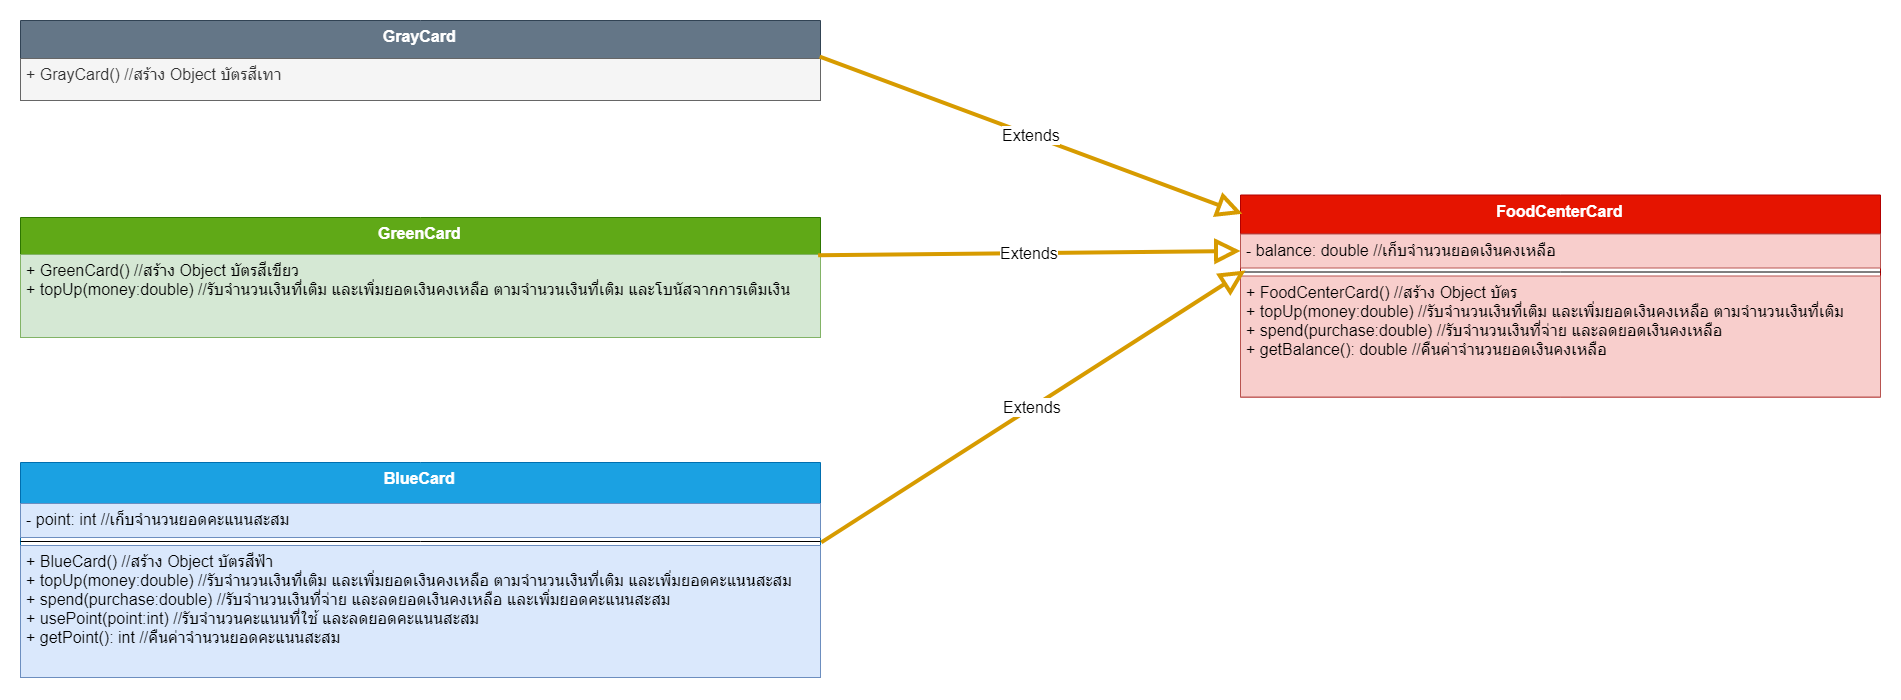 GrayCard
+ GrayCard() //สร้าง Object บัตรสีเทา
Extends
GreenCard
+ GreenCard() //สร้าง Object บัตรสีเขียว
+ topUp(money:double) //รับจำนวนเงินที่เติม และเพิ่มยอดเงินคงเหลือ ตามจำนวนเงินที่เติม และโบนัสจากการเติมเงิน
Extends
FoodCenterCard
- balance: double //เก็บจำนวนยอดเงินคงเหลือ
+ FoodCenterCard() //สร้าง Object บัตร
+ topUp(money:double) //รับจำนวนเงินที่เติม และเพิ่มยอดเงินคงเหลือ ตามจำนวนเงินที่เติม
+ spend(purchase:double) //รับจำนวนเงินที่จ่าย และลดยอดเงินคงเหลือ
+ getBalance(): double //คืนค่าจำนวนยอดเงินคงเหลือ
Extends
BlueCard
- point: int //เก็บจำนวนยอดคะแนนสะสม
+ BlueCard() //สร้าง Object บัตรสีฟ้า
+ topUp(money:double) //รับจำนวนเงินที่เติม และเพิ่มยอดเงินคงเหลือ ตามจำนวนเงินที่เติม และเพิ่มยอดคะแนนสะสม
+ spend(purchase:double) //รับจำนวนเงินที่จ่าย และลดยอดเงินคงเหลือ และเพิ่มยอดคะแนนสะสม
+ usePoint(point:int) //รับจำนวนคะแนนที่ใช้ และลดยอดคะแนนสะสม
+ getPoint(): int //คืนค่าจำนวนยอดคะแนนสะสม